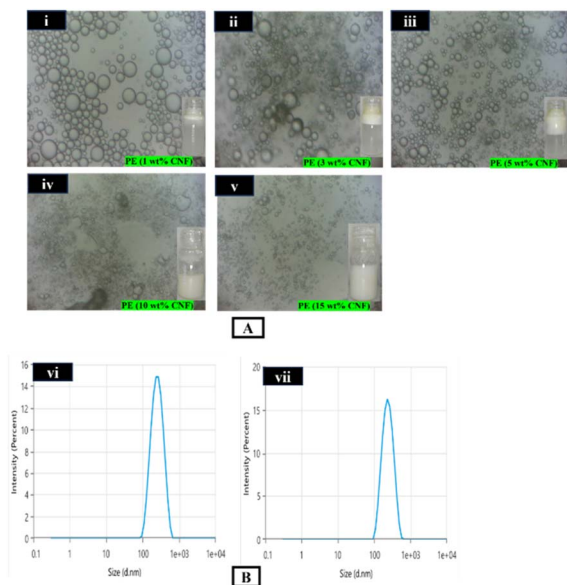 i
PE (1 wt% CNF)
ii
PE (3 wt% CNF)
iii
PE (5 wt% CNF)
iv
PE (10 wt% CNF)
v
PE (15 wt% CNF)
A
vi
Intensity (Percent)
16
14
12
10
8
6
4
2
0
0.1 1 10 100 1e+03 1e+04
Size (d.nm)
vii
Intensity (Percent)
20
15
10
5
0
0.1 1 10 100 1e+03 1e+04
Size (d.nm)
B